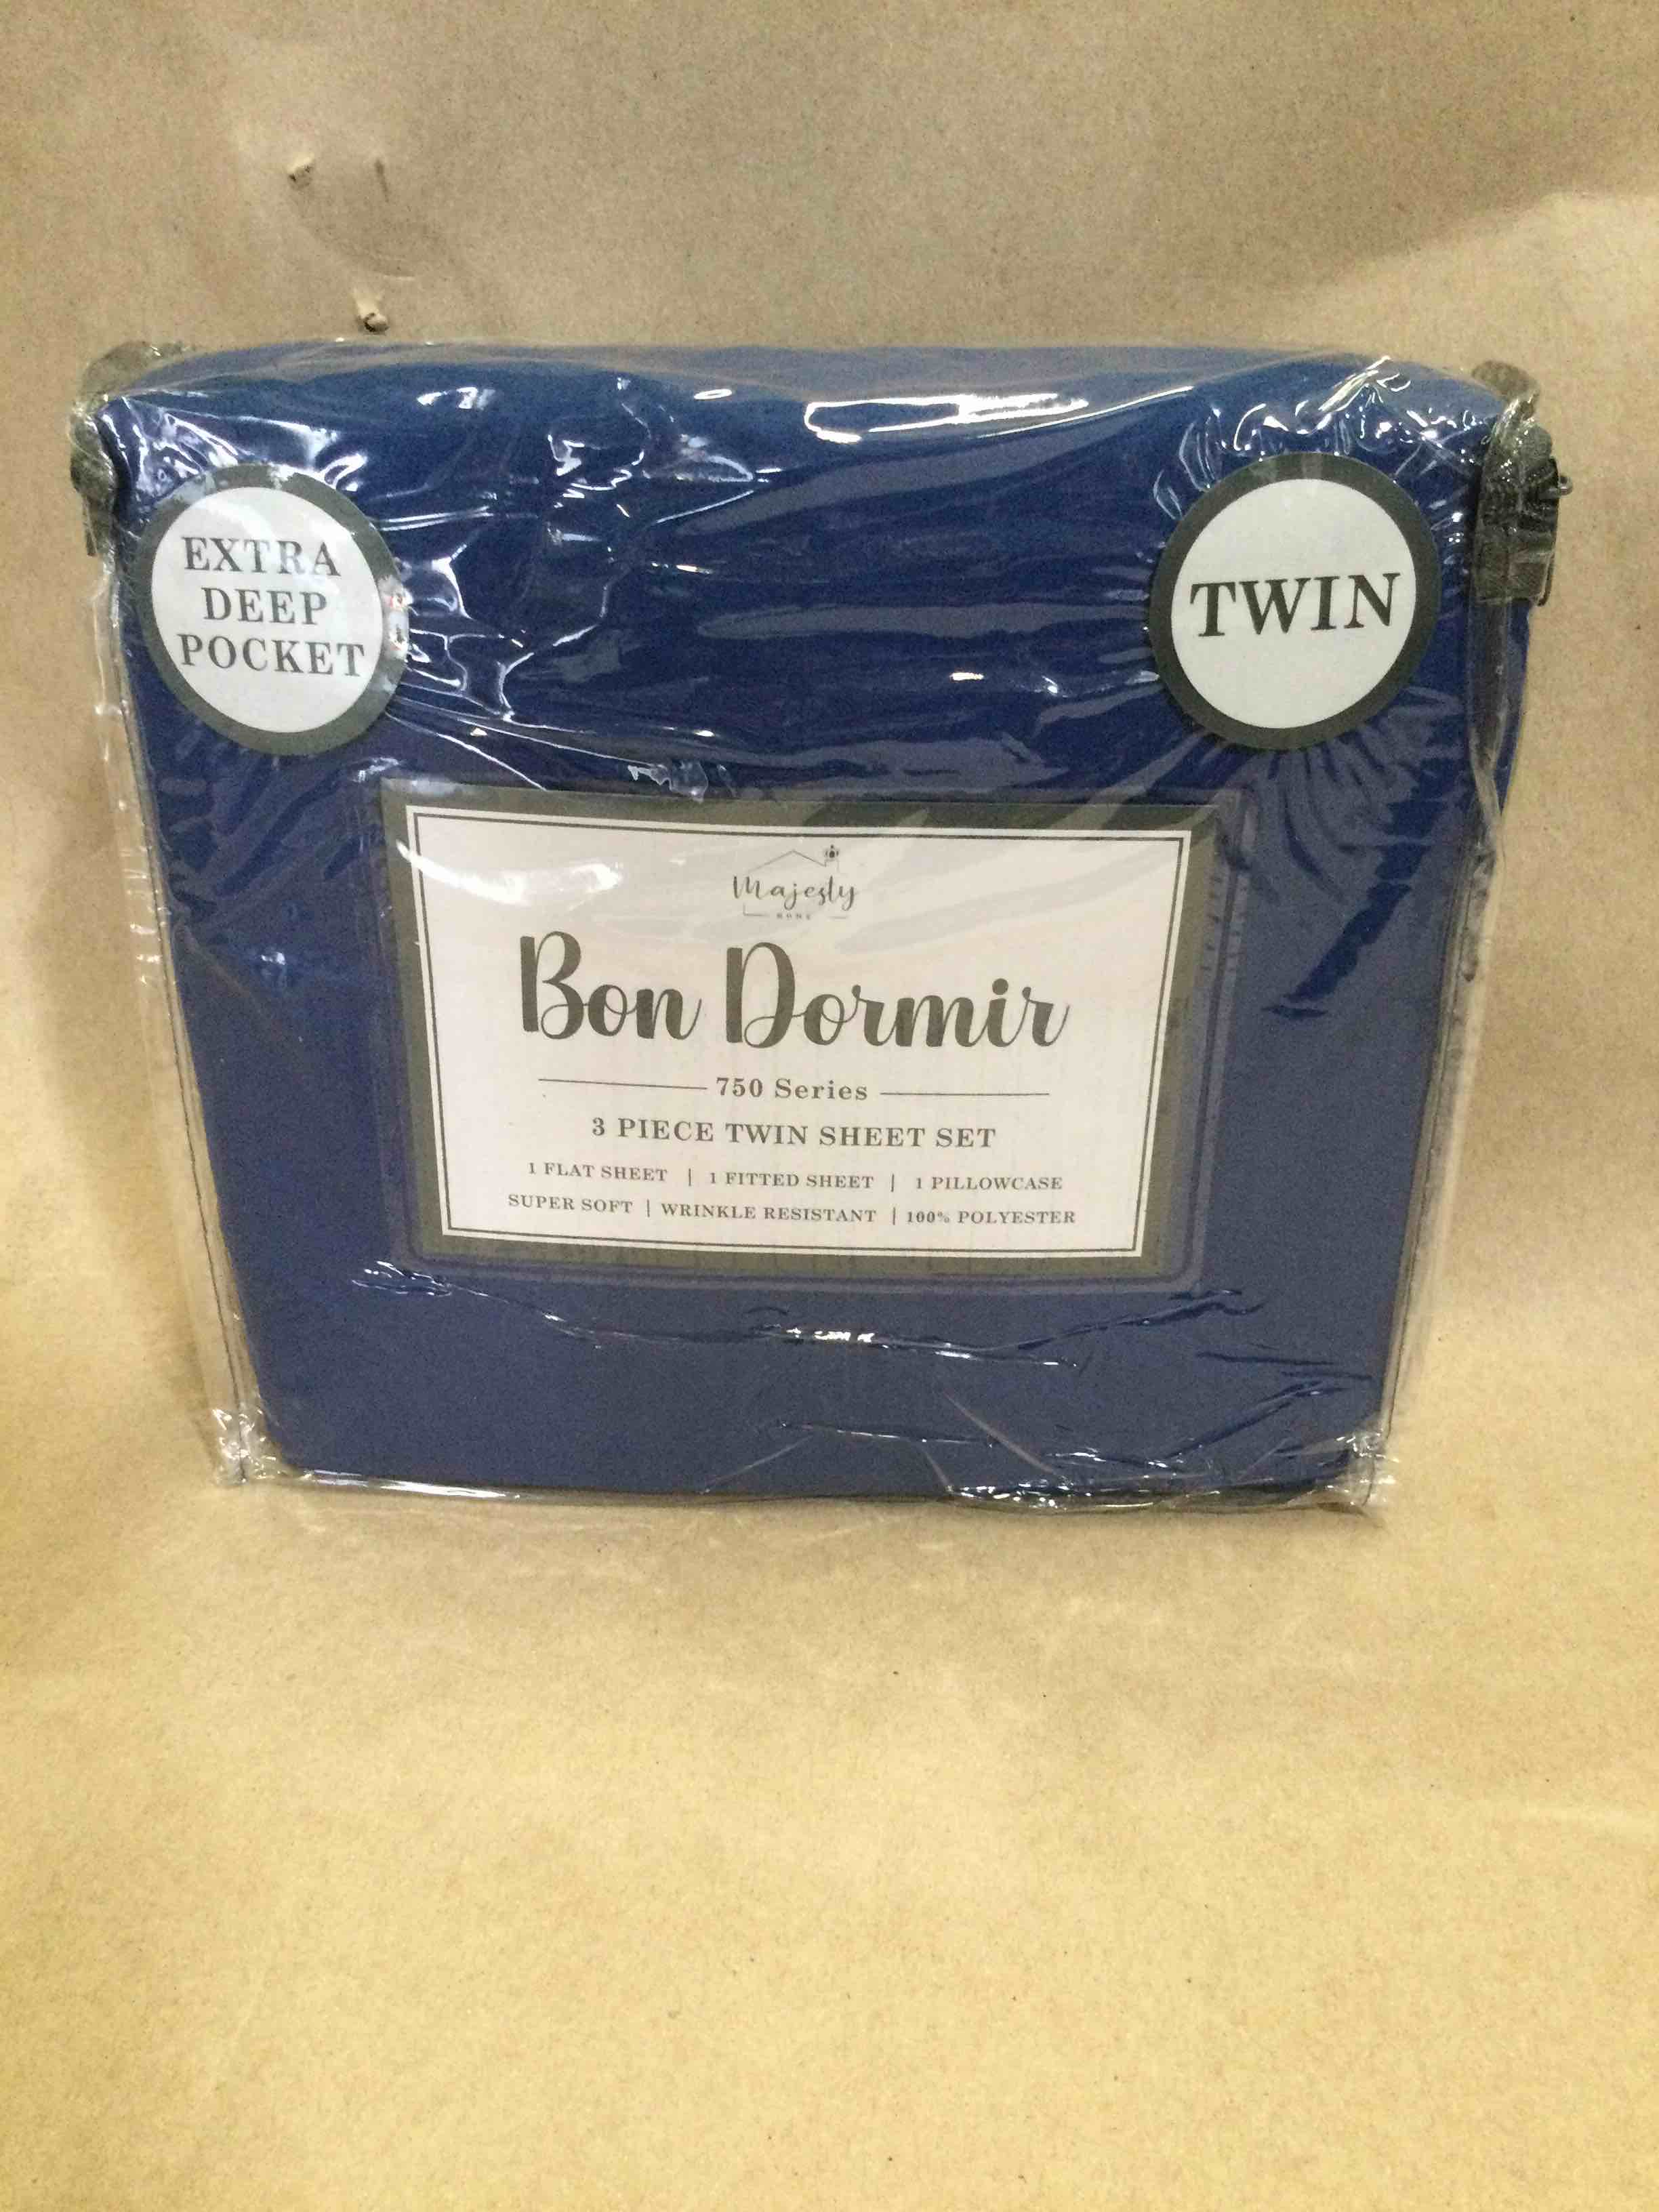 EXTRA
DEEP
POCKET
TWIN
Majesty
HOME
Bon Dormir
750 Series
3 PIECE TWIN SHEET SET
1 FLAT SHEET | 1 FITTED SHEET | 1 PILLOWCASE
SUPER SOFT | WRINKLE RESISTANT | 100% POLYESTER